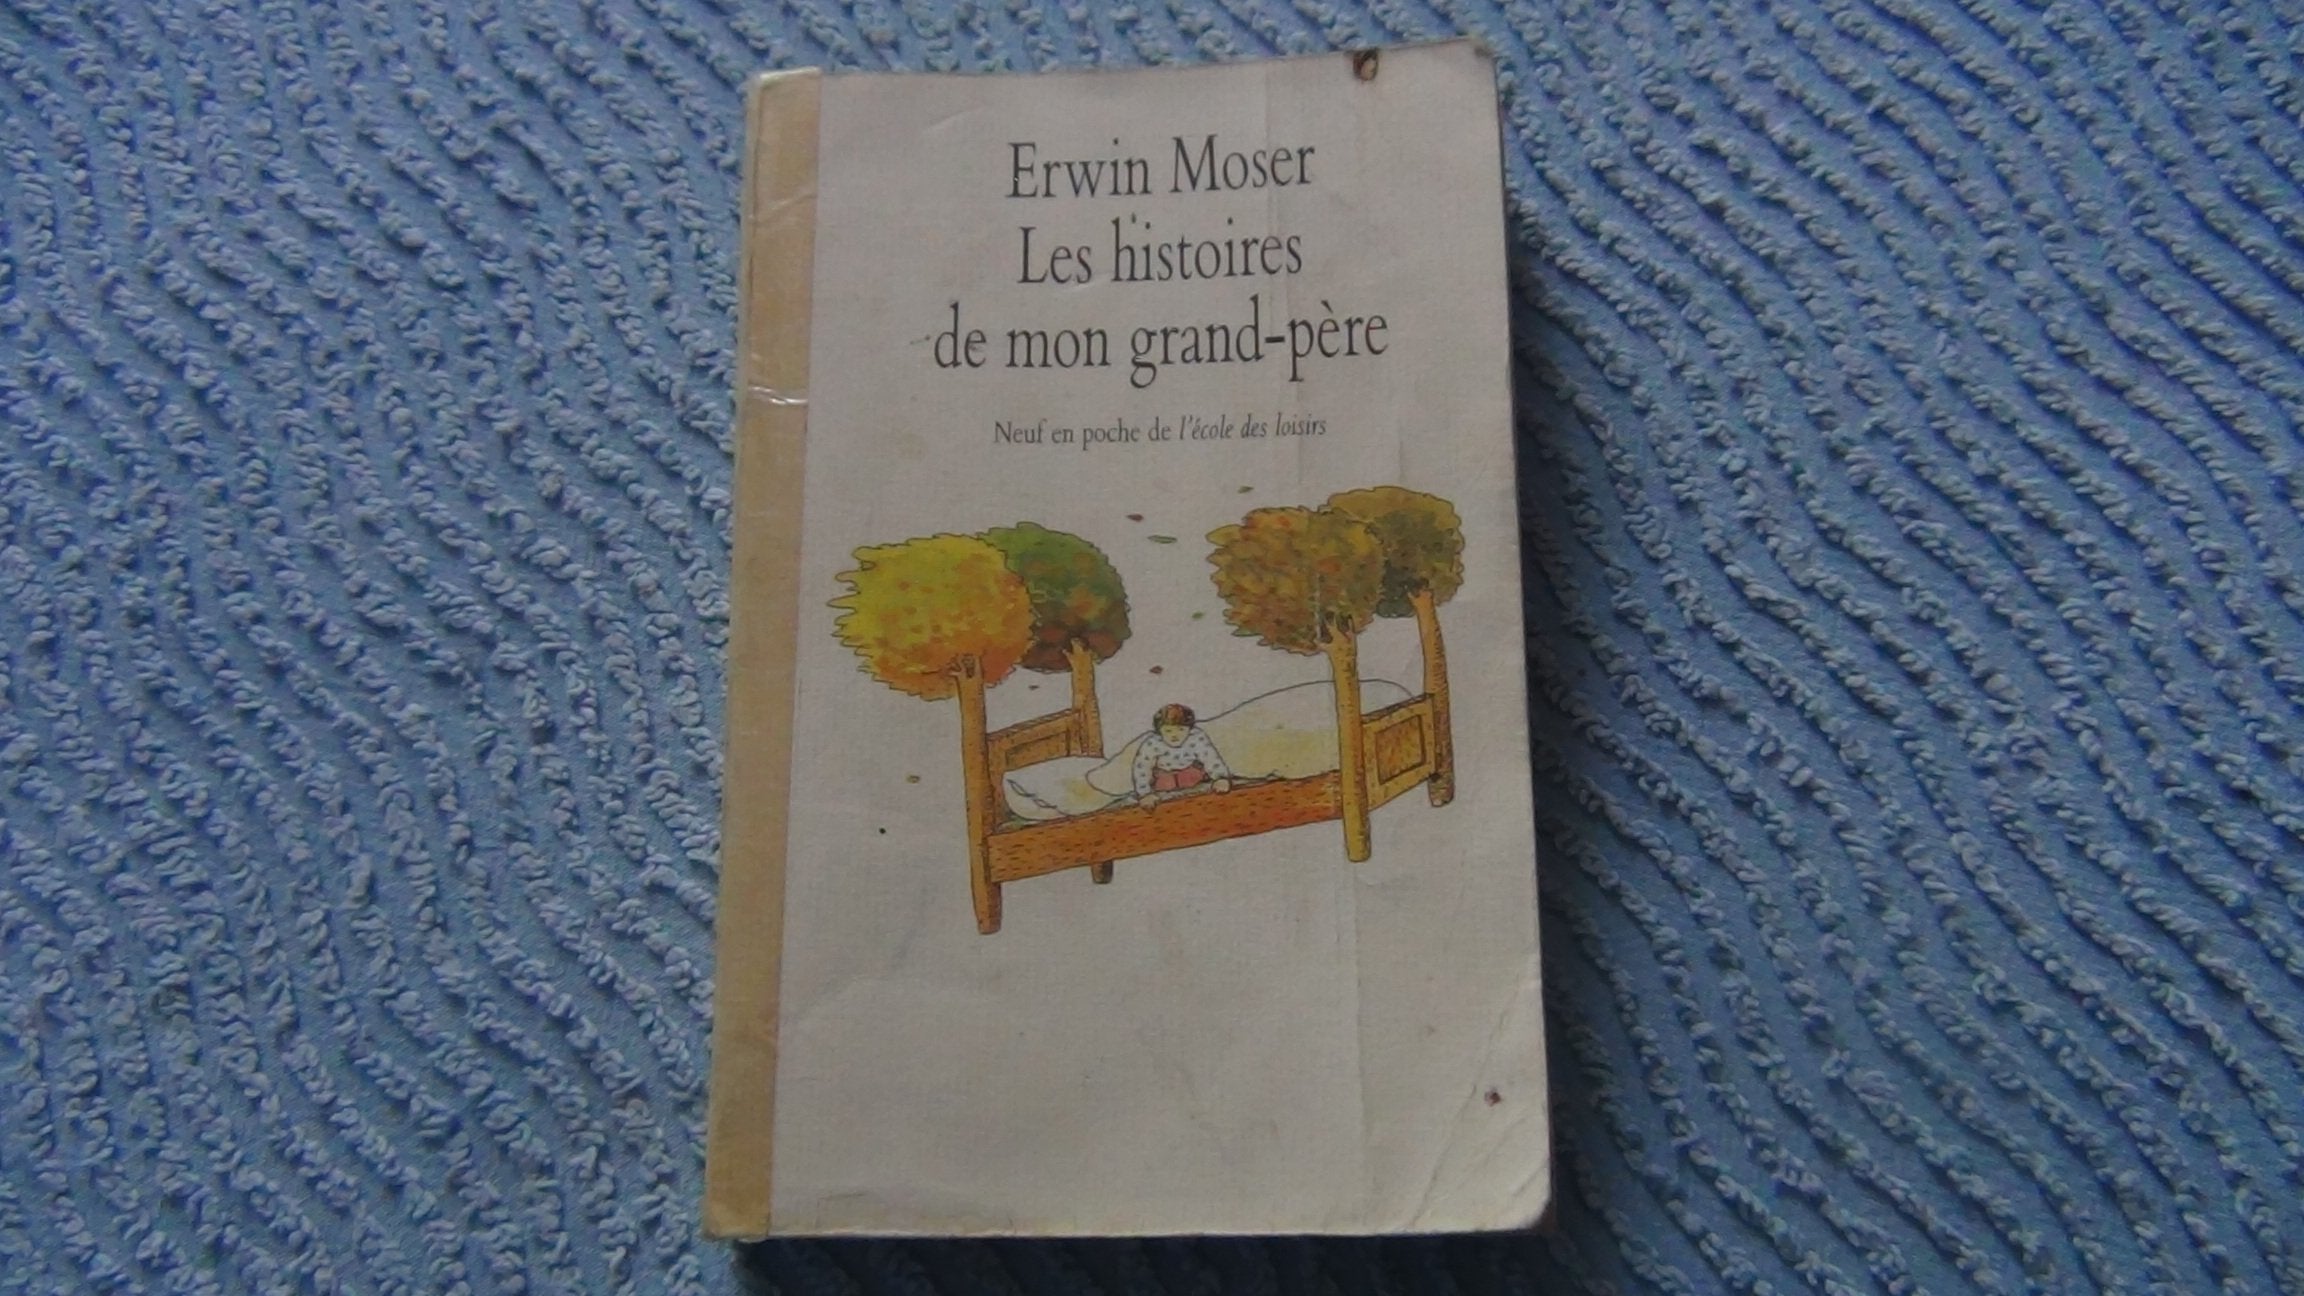 Erwin Moser
Les histoires
de mon grand-père
Neuf en poche de l'école des loisirs